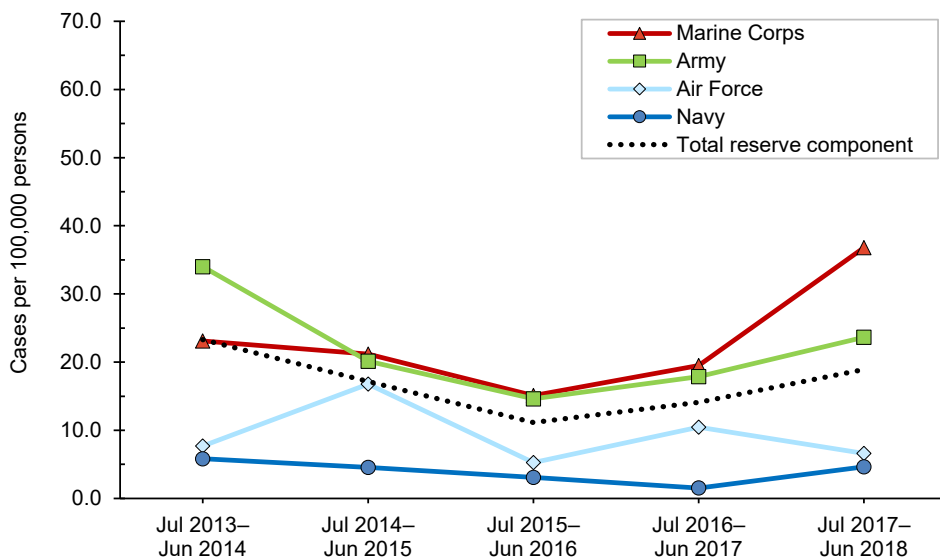 Cases per 100,000 persons
70.0
60.0
50.0
40.0
30.0
20.0
10.0
0.0
Marine Corps
Army
Air Force
Navy
Total reserve component
Jul 2013–
Jun 2014
Jul 2014–
Jun 2015
Jul 2015–
Jun 2016
Jul 2016–
Jun 2017
Jul 2017–
Jun 2018